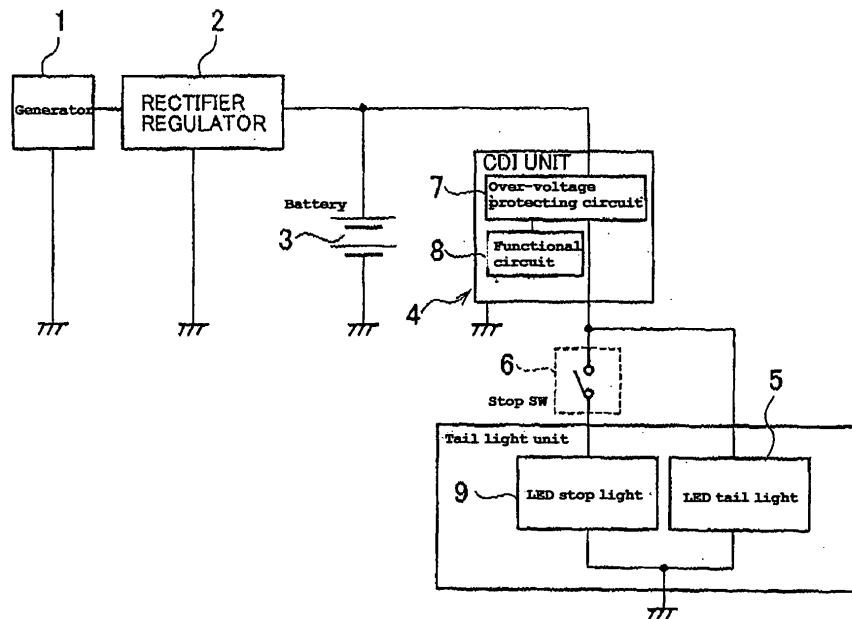 1
2
Generator
RECTIFIER
REGULATOR
CDI UNIT
7
Over-voltage
protecting circuit
Battery
3
8
Functional
circuit
4
6
5
Stop SW
Tail light unit
9
LED stop light
LED tail light